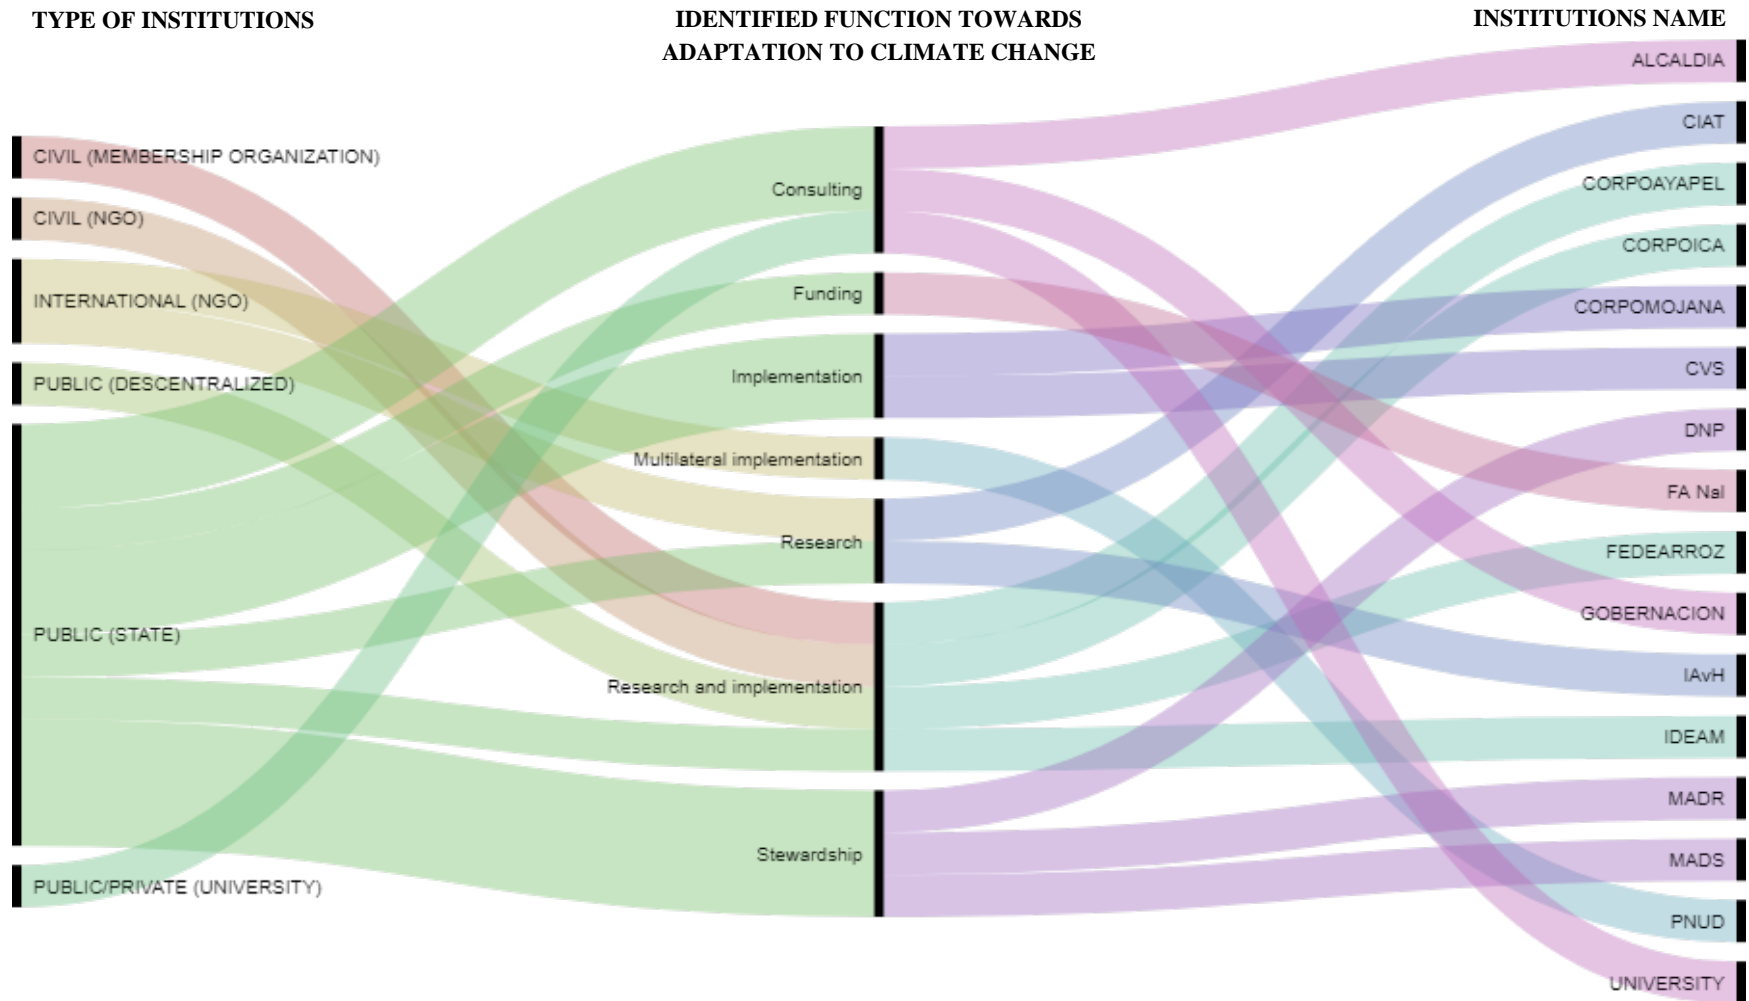 TYPE OF INSTITUTIONS
IDENTIFIED FUNCTION TOWARDS
ADAPTATION TO CLIMATE CHANGE
INSTITUTIONS NAME
CIVIL (MEMBERSHIP ORGANIZATION)
CIVIL (NGO)
INTERNATIONAL (NGO)
PUBLIC (DESCENTRALIZED)
PUBLIC (STATE)
PUBLIC/PRIVATE (UNIVERSITY)
Consulting
Funding
Implementation
Multilateral implementation
Research
Research and implementation
Stewardship
ALCALDIA
CIAT
CORPOAYAPEL
CORPOICA
CORPOMOJANA
CVS
DNP
FA Nal
FEDEARROZ
GOBERNACION
IAvH
IDEAM
MADR
MADS
PNUD
UNIVERSITY